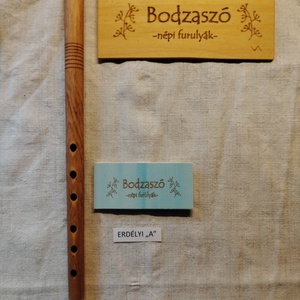 Bodzaszó
-népi furulyák-
Bodzaszó
-népi furulyák-
ERDÉLYI „A"